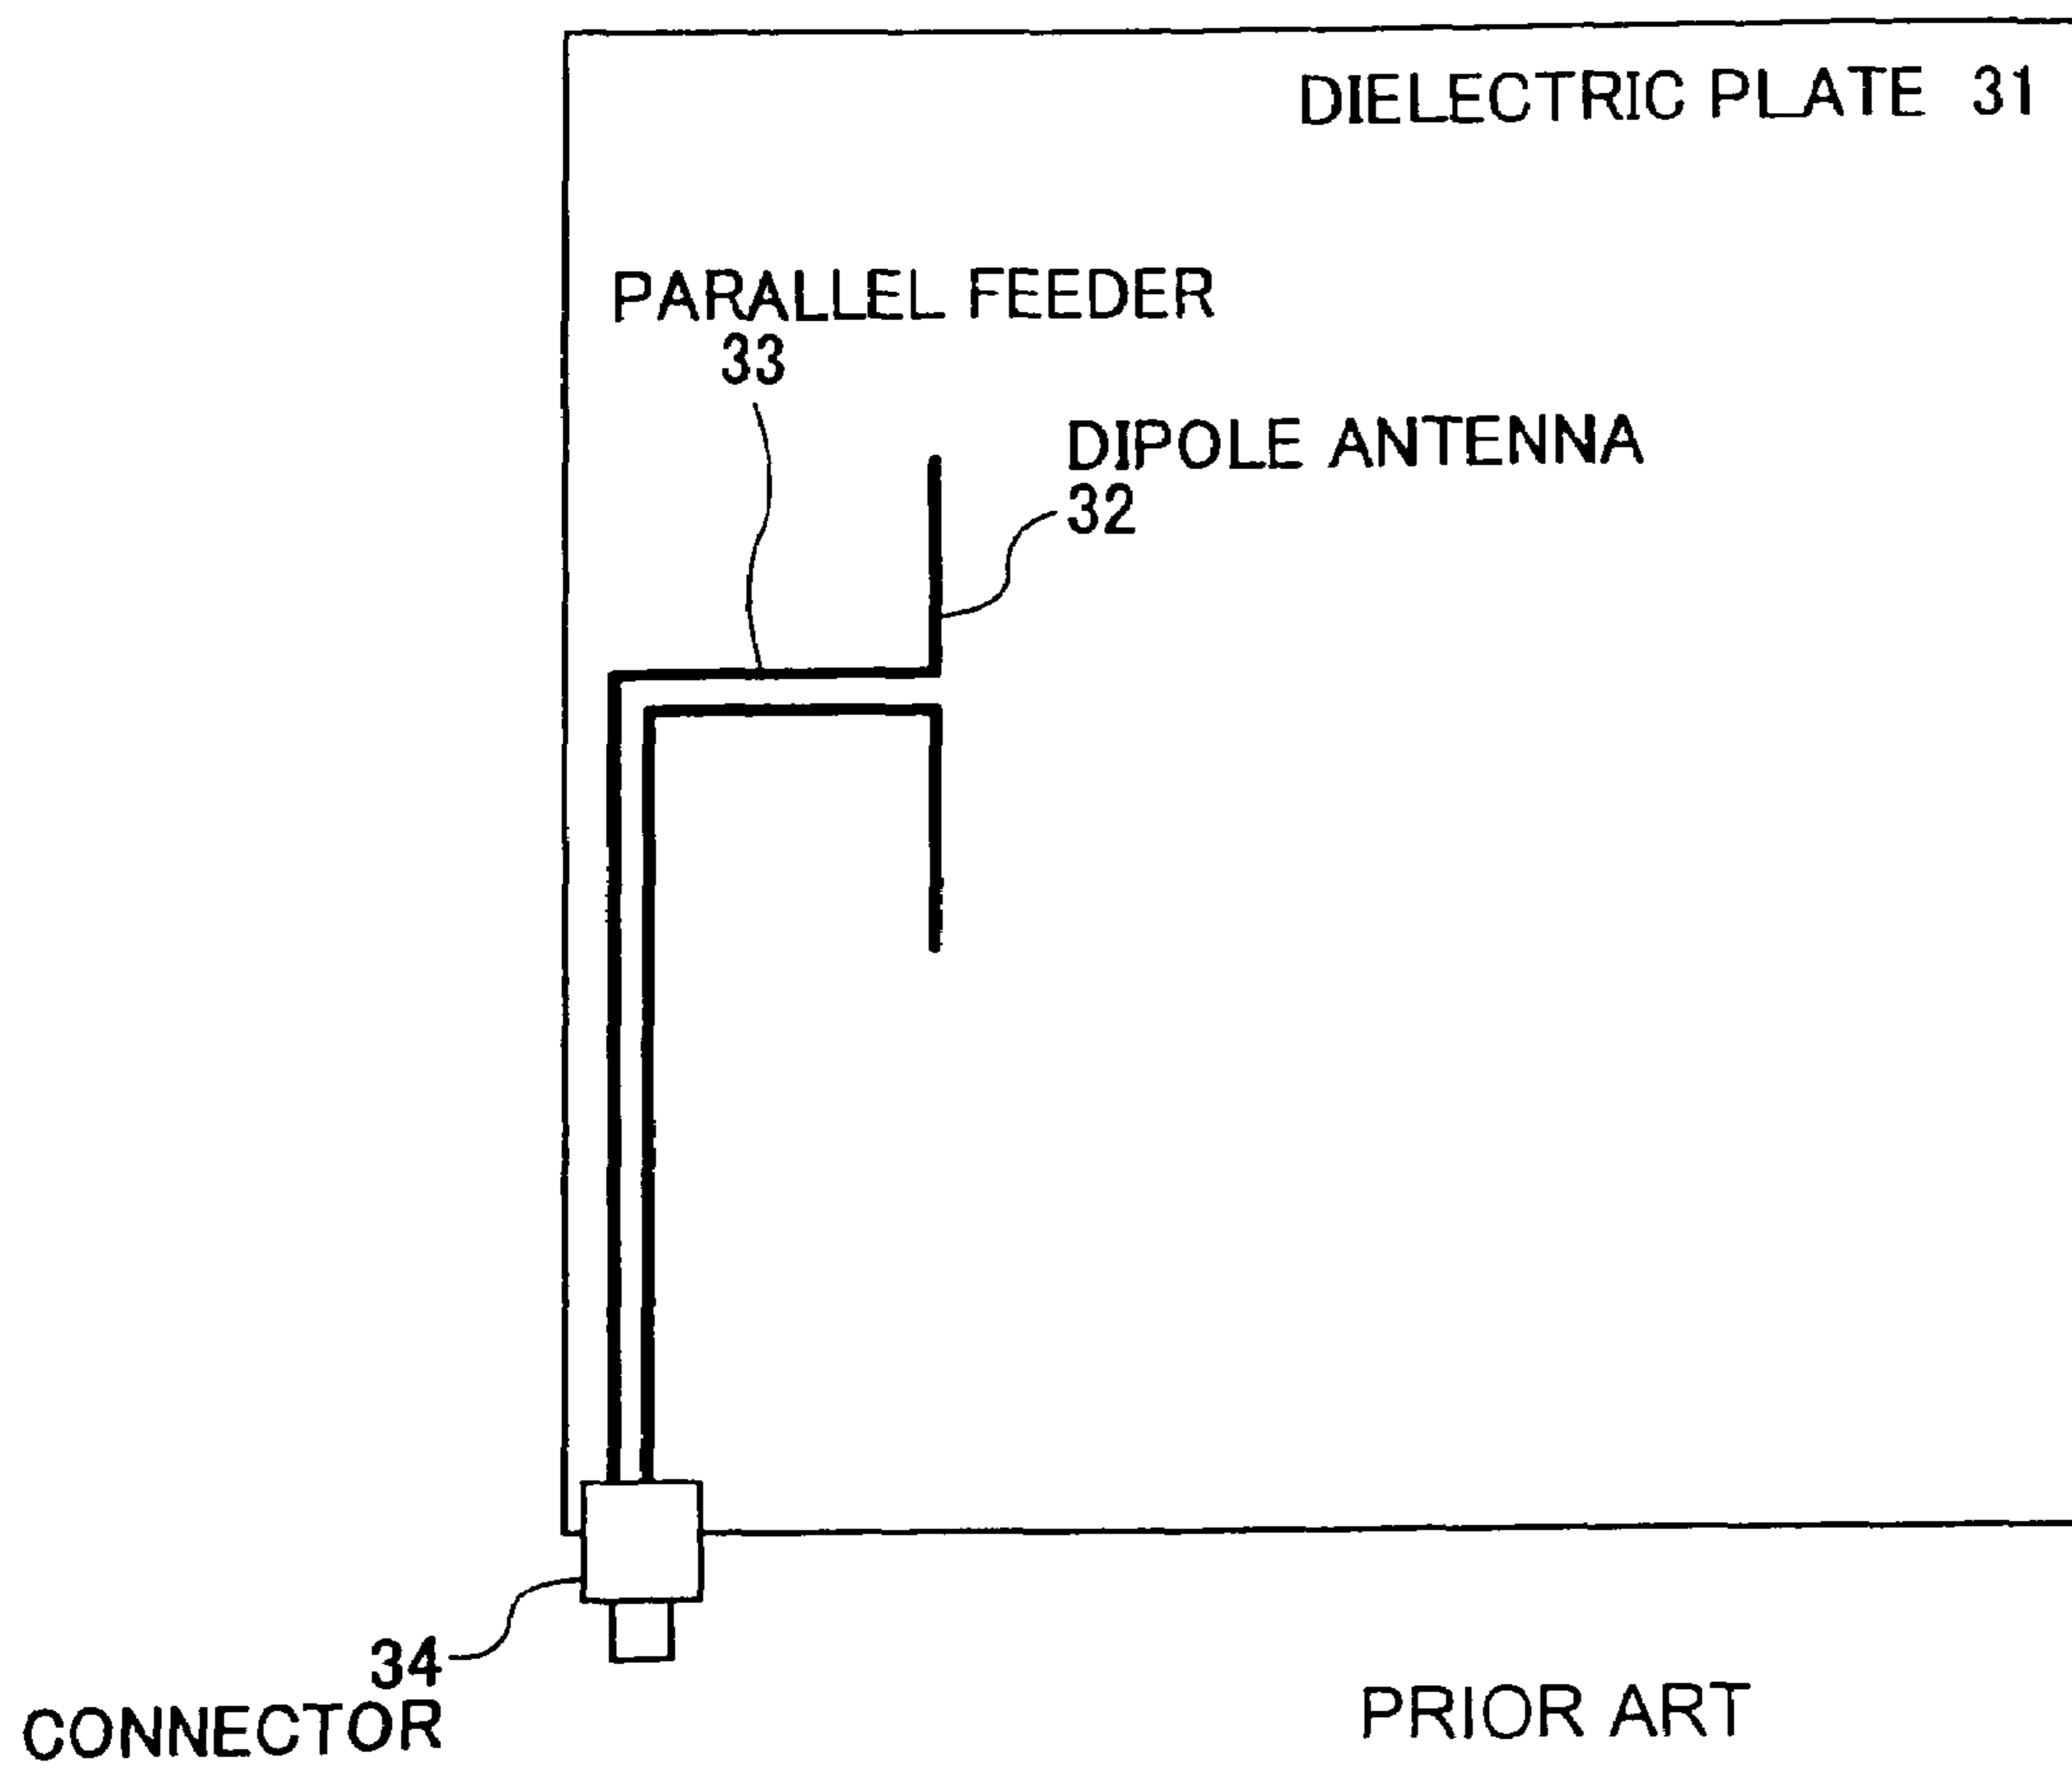 DIELECTRIC PLATE 31
PARALLEL FEEDER
33
DIPOLE ANTENNA
32
34
CONNECTOR
PRIOR ART